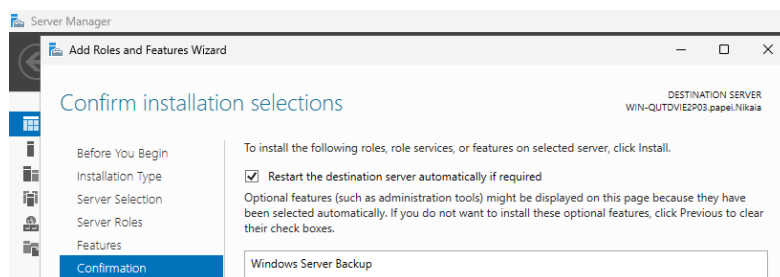 Server Manager
Add Roles and Features Wizard
Confirm installation selections
DESTINATION SERVER
WIN-QUTDVIE2P03.papei.Nikaia
Before You Begin
Installation Type
Server Selection
Server Roles
Features
Confirmation
To install the following roles, role services, or features on selected server, click Install.
Restart the destination server automatically if required
Optional features (such as administration tools) might be displayed on this page because they have
been selected automatically. If you do not want to install these optional features, click Previous to clear
their check boxes.
Windows Server Backup